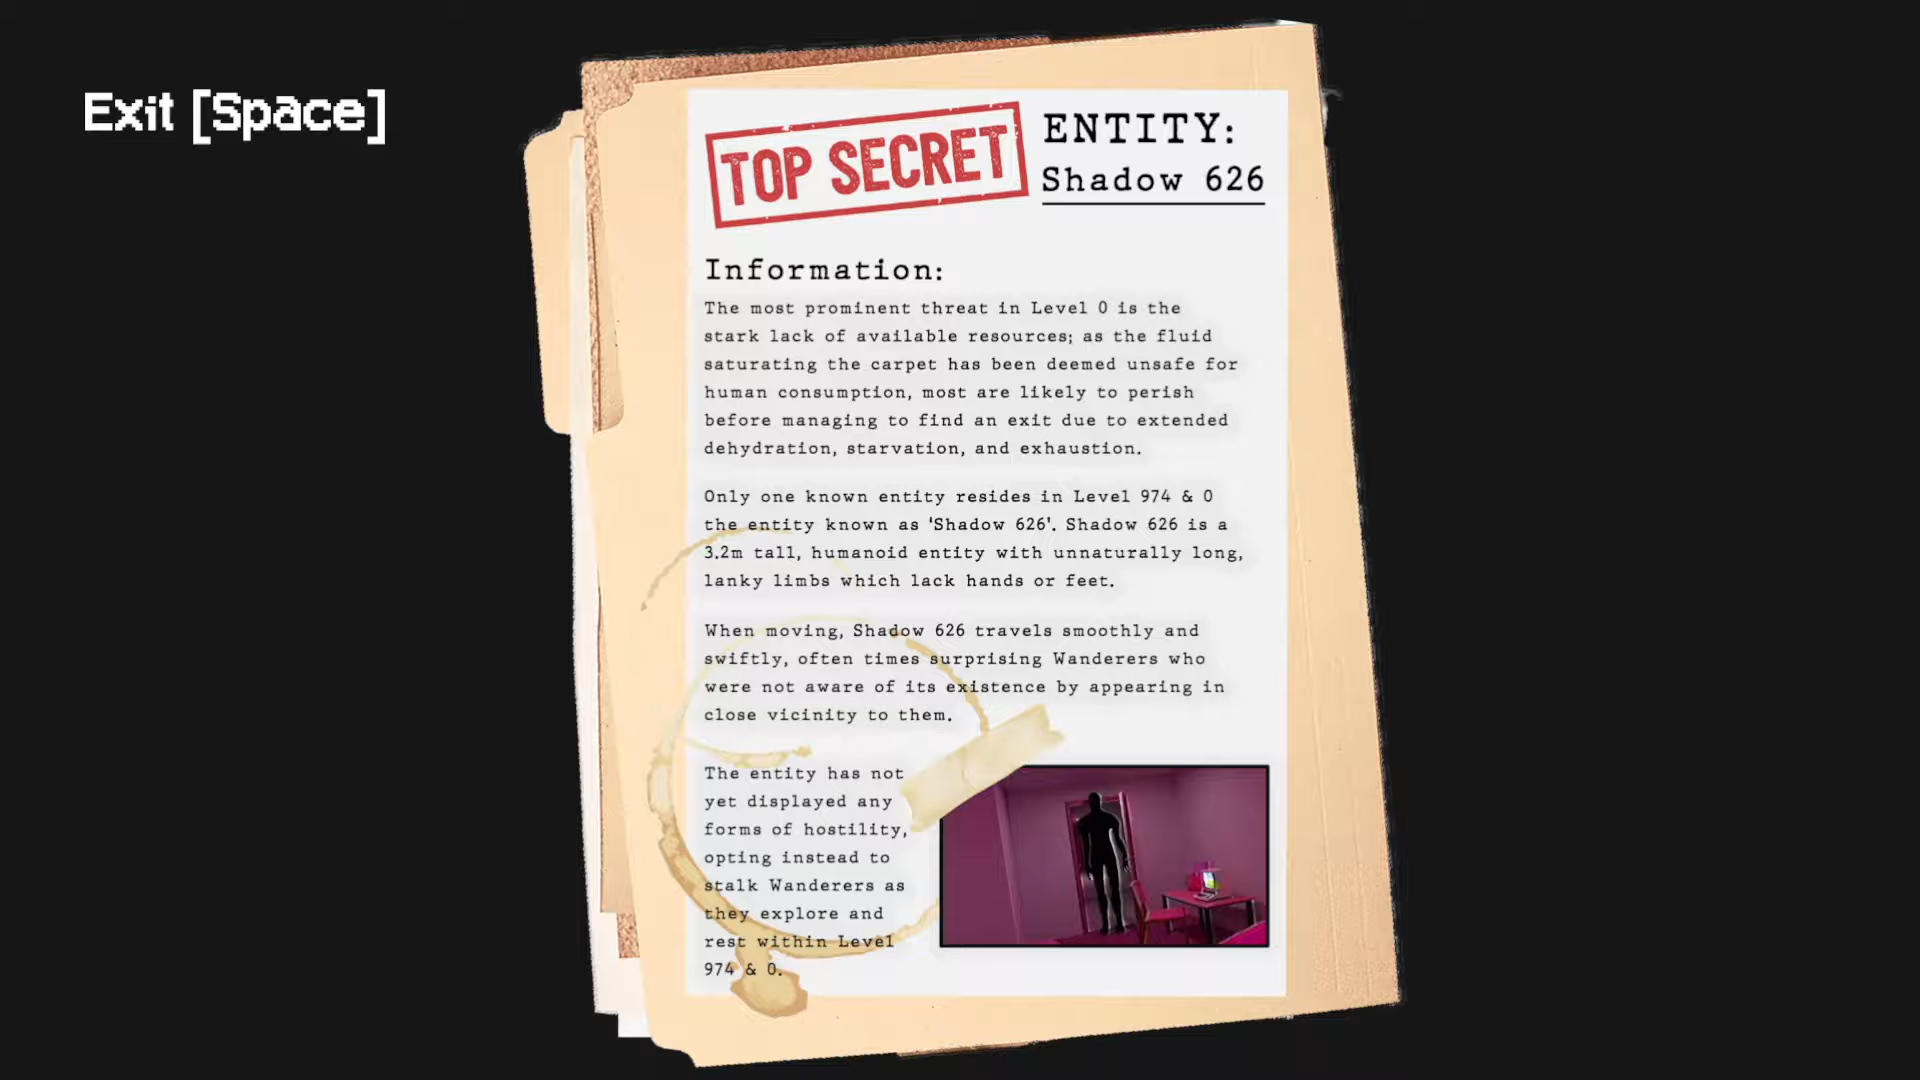 Exit [Space]
TOP SECRET
ENTITY:
Shadow 626
Information:
The most prominent threat in Level 0 is the
stark lack of available resources; as the fluid
saturating the carpet has been deemed unsafe for
human consumption, most are likely to perish
before managing to find an exit due to extended
dehydration, starvation, and exhaustion.
Only one known entity resides in Level 974 & 0
the entity known as 'Shadow 626'. Shadow 626 is a
3.2m tall, humanoid entity with unnaturally long,
lanky limbs which lack hands or feet.
When moving, Shadow 626 travels smoothly and
swiftly, often times surprising Wanderers who
were not aware of its existence by appearing in
close vicinity to them.
The entity has not
yet displayed any
forms of hostility,
opting instead to
stalk Wanderers as
they explore and
rest within Level
974 & 0.